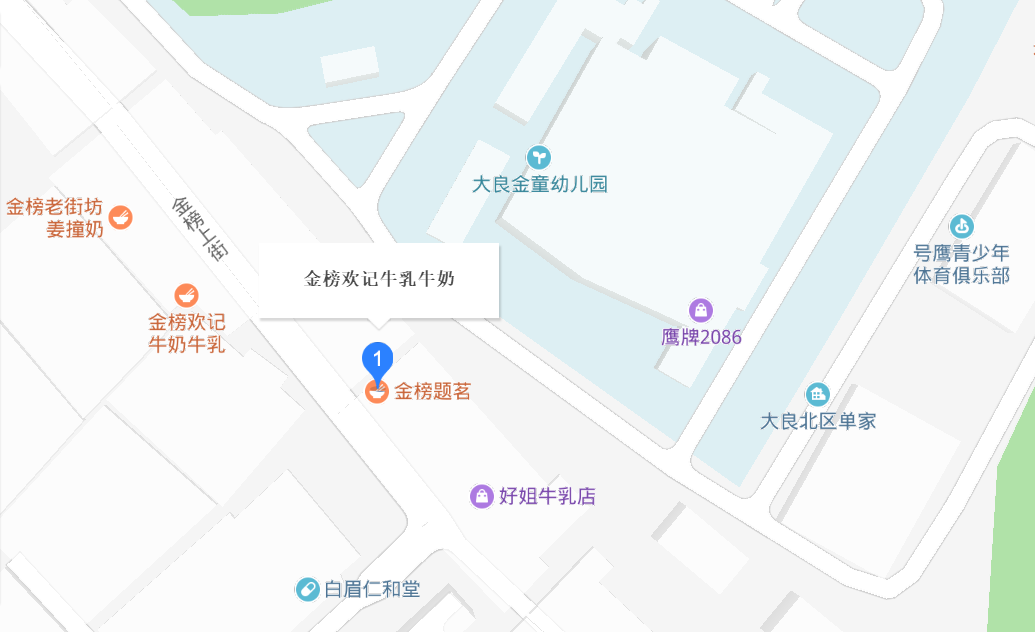 大良金童幼儿园
金榜老街坊
姜撞奶
金榜上街
号鹰青少年
体育俱乐部
金榜欢记牛乳牛奶
金榜欢记
牛奶牛乳
鹰牌2086
1
金榜题茗
大良北区单家
好姐牛乳店
白眉仁和堂